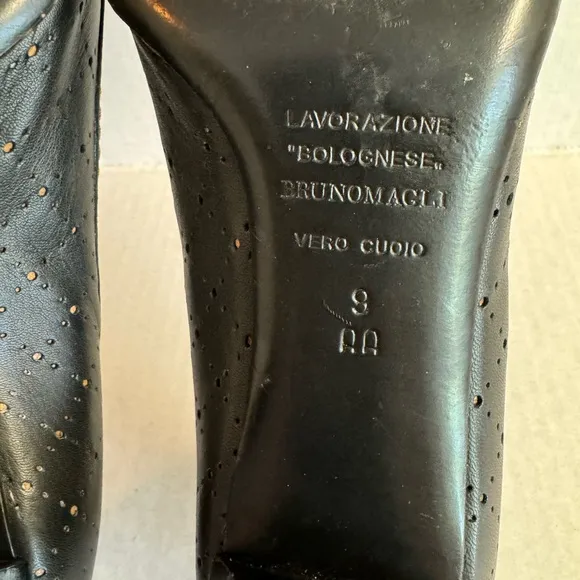 LAVORAZIONE
"BOLOGNESE"
BRUNOMAGLI
VERO CUOIO
9
AA